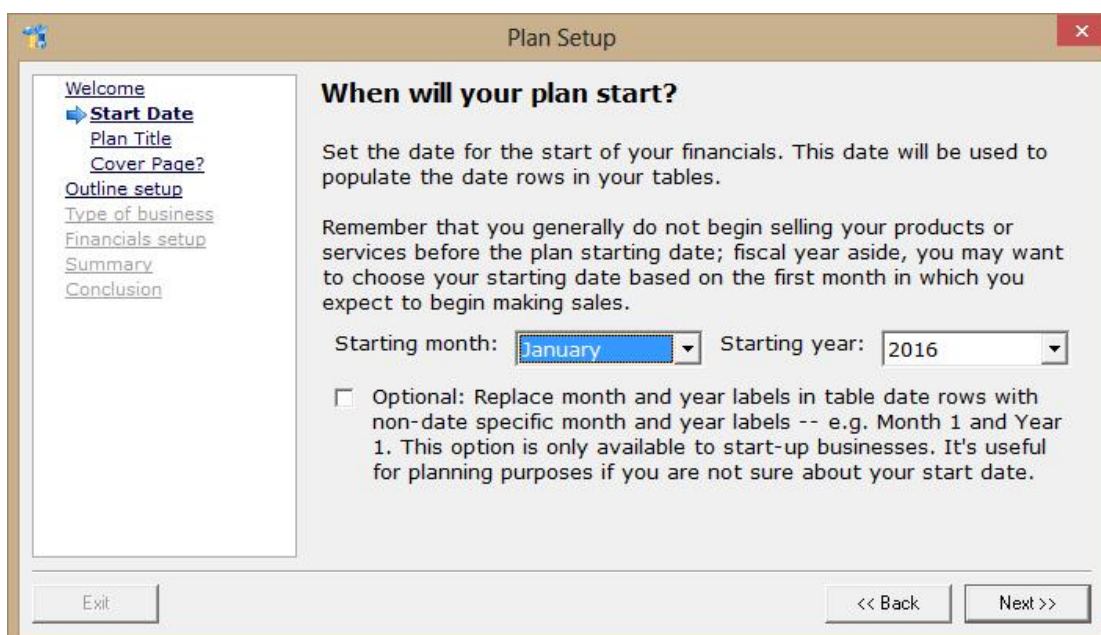 Plan Setup
Welcome
Start Date
Plan Title
Cover Page?
Outline setup
Type of business
Financials setup
Summary
Conclusion
When will your plan start?
Set the date for the start of your financials. This date will be used to
populate the date rows in your tables.
Remember that you generally do not begin selling your products or
services before the plan starting date; fiscal year aside, you may want
to choose your starting date based on the first month in which you
expect to begin making sales.
Starting month: January Starting year: 2016
Optional: Replace month and year labels in table date rows with
non-date specific month and year labels -- e.g. Month 1 and Year
1. This option is only available to start-up businesses. It's useful
for planning purposes if you are not sure about your start date.
Exit << Back Next >>